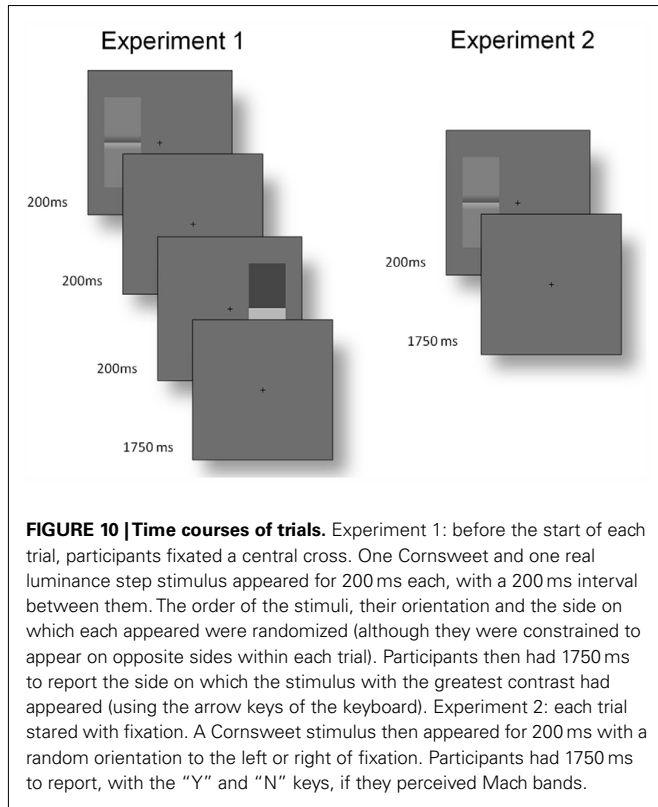 Experiment 1
Experiment 2
200ms
200ms
200ms
1750 ms
200ms
1750 ms
FIGURE 10 | Time courses of trials. Experiment 1: before the start of each
trial, participants fixated a central cross. One Cornsweet and one real
luminance step stimulus appeared for 200 ms each, with a 200 ms interval
between them. The order of the stimuli, their orientation and the side on
which each appeared were randomized (although they were constrained to
appear on opposite sides within each trial). Participants then had 1750 ms
to report the side on which the stimulus with the greatest contrast had
appeared (using the arrow keys of the keyboard). Experiment 2: each trial
stared with fixation. A Cornsweet stimulus then appeared for 200 ms with a
random orientation to the left or right of fixation. Participants had 1750 ms
to report, with the “Y” and “N” keys, if they perceived Mach bands.